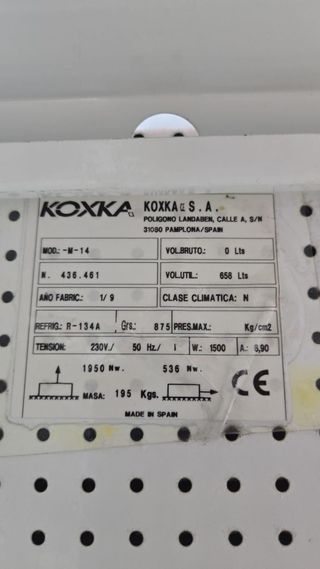 KOXKA KOXKA S.A.
POLIGONO LANDABEN, CALLE A, S/N
31080 PAMPLONA/SPAIN
MOD.: -M-14 VOL.BRUTO.: 0 Lts
N. 436.461 VOL.UTIL: 658 Lts
AÑO FABRIC.: 1/9 CLASE CLIMATICA: N
REFRIG.: R-134A Grs.: 875 PRES.MAX.: Kg/cm2
TENSION: 230V./ 50 Hz./ I W.: 1500 A.: 8,90
1950 Nw. 536 Nw.
MASA: 195 Kgs. CE
MADE IN SPAIN